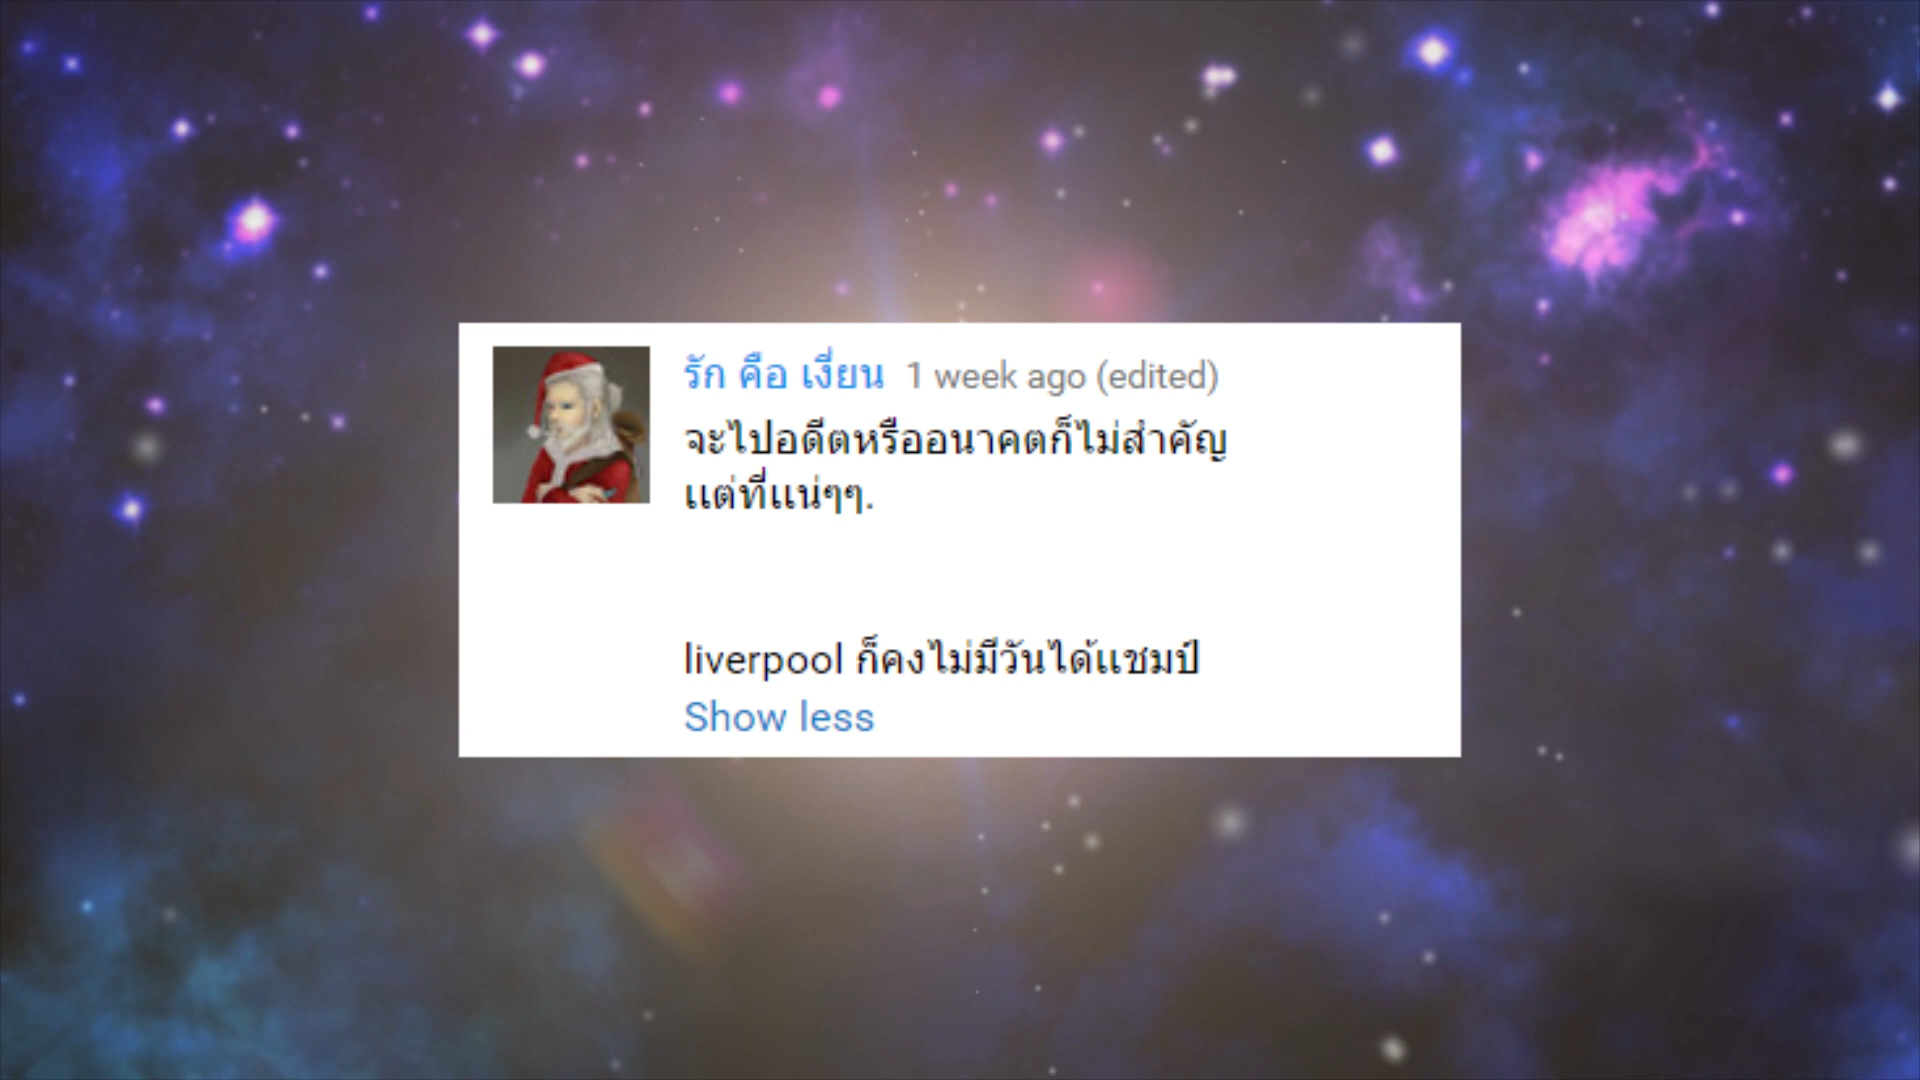 รัก คือ เงี่ยน 1 week ago (edited)
จะไปอดีตหรืออนาคตก็ไม่สำคัญ
แต่ที่แน่ๆๆ.
liverpool ก็คงไม่มีวันได้แชมป์
Show less